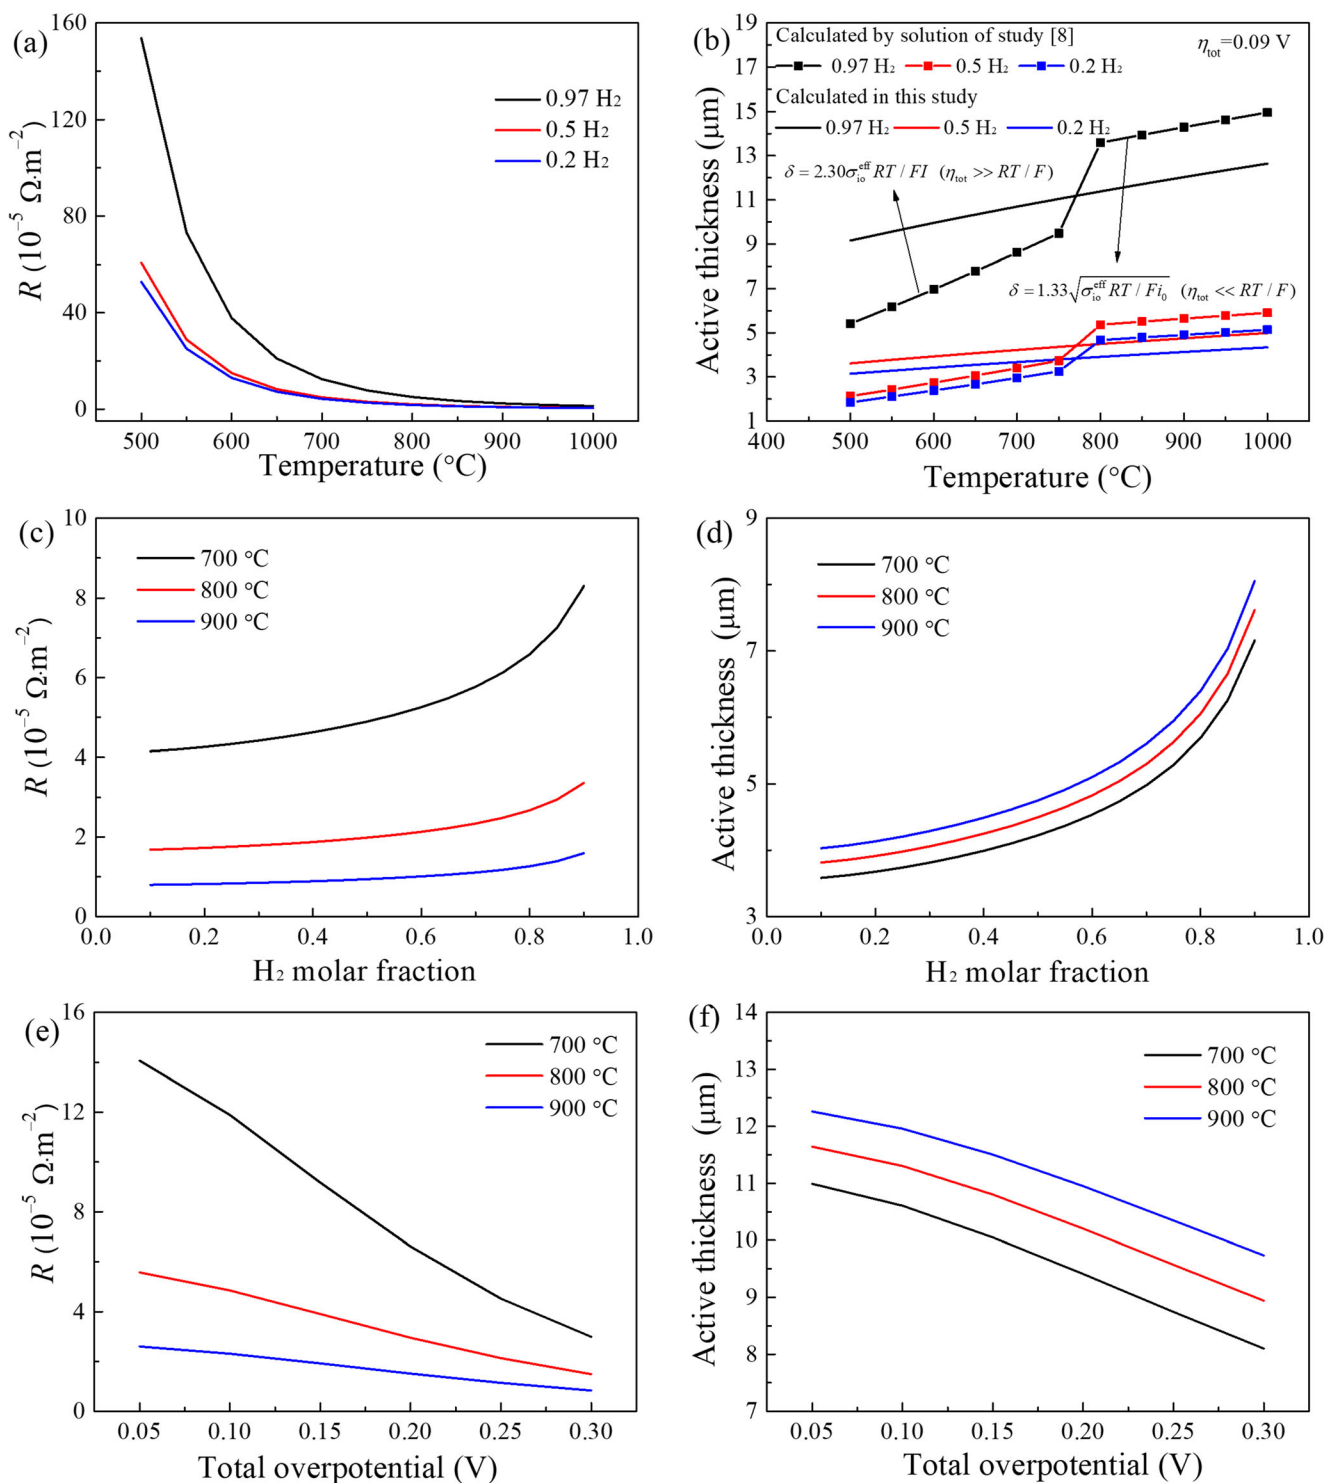 (a)
160
120
80
40
0
R (10⁻⁵ Ω·m⁻²)
0.97 H₂
0.5 H₂
0.2 H₂
500 600 700 800 900 1000
Temperature (°C)
(b)
19
17
15
13
11
9
7
5
3
1
Active thickness (μm)
Calculated by solution of study [8]
η_tot=0.09 V
0.97 H₂ 0.5 H₂ 0.2 H₂
Calculated in this study
0.97 H₂ 0.5 H₂ 0.2 H₂
δ = 2.30σ_io^eff RT / FI (η_tot >> RT / F)
δ = 1.33√(σ_io^eff RT / Fi₀) (η_tot << RT / F)
400 500 600 700 800 900 1000
Temperature (°C)
(c)
10
8
6
4
2
0
R (10⁻⁵ Ω·m⁻²)
700 °C
800 °C
900 °C
0.0 0.2 0.4 0.6 0.8 1.0
H₂ molar fraction
(d)
9
7
5
3
Active thickness (μm)
700 °C
800 °C
900 °C
0.0 0.2 0.4 0.6 0.8 1.0
H₂ molar fraction
(e)
16
12
8
4
0
R (10⁻⁵ Ω·m⁻²)
700 °C
800 °C
900 °C
0.05 0.10 0.15 0.20 0.25 0.30
Total overpotential (V)
(f)
14
13
12
11
10
9
8
7
Active thickness (μm)
700 °C
800 °C
900 °C
0.05 0.10 0.15 0.20 0.25 0.30
Total overpotential (V)